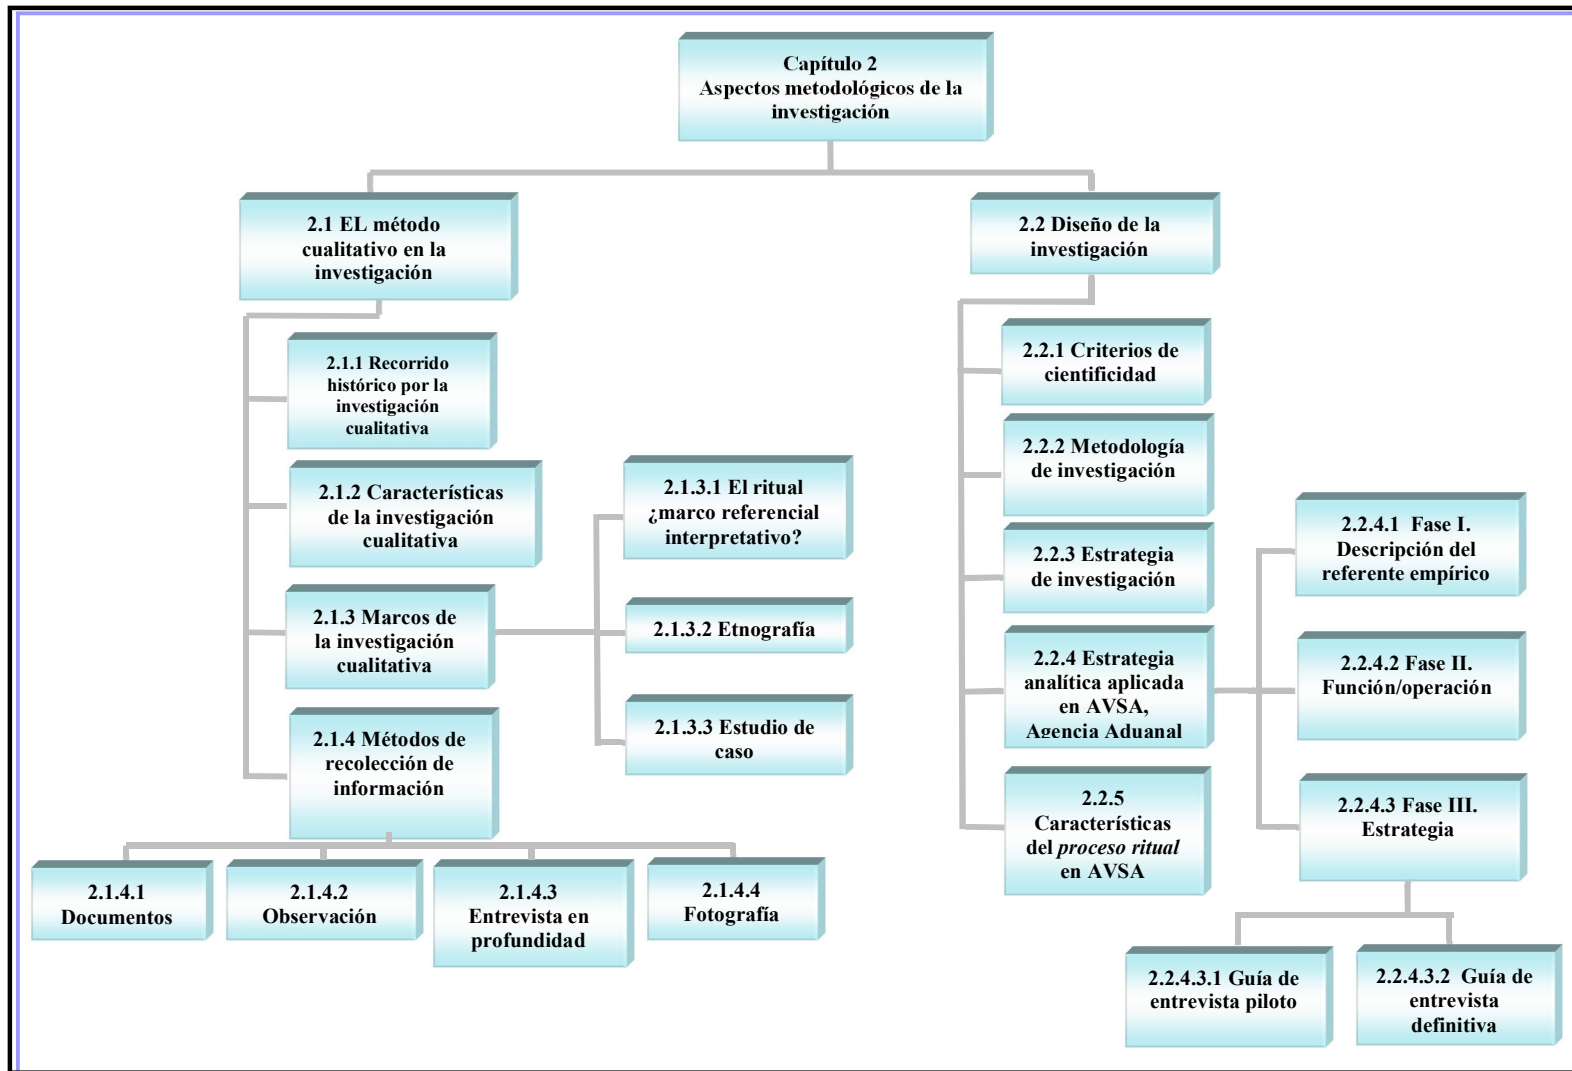 Capítulo 2
Aspectos metodológicos de la
investigación
2.1 EL método
cualitativo en la
investigación
2.1.1 Recorrido
histórico por la
investigación
cualitativa
2.1.2 Características
de la investigación
cualitativa
2.1.3 Marcos de
la investigación
cualitativa
2.1.3.1 El ritual
¿marco referencial
interpretativo?
2.1.3.2 Etnografía
2.1.3.3 Estudio de
caso
2.1.4 Métodos de
recolección de
información
2.1.4.1
Documentos
2.1.4.2
Observación
2.1.4.3
Entrevista en
profundidad
2.1.4.4
Fotografía
2.2 Diseño de la
investigación
2.2.1 Criterios de
cientificidad
2.2.2 Metodología
de investigación
2.2.3 Estrategia
de investigación
2.2.4 Estrategia
analítica aplicada
en AVSA,
Agencia Aduanal
2.2.4.1 Fase I.
Descripción del
referente empírico
2.2.4.2 Fase II.
Función/operación
2.2.4.3 Fase III.
Estrategia
2.2.4.3.1 Guía de
entrevista piloto
2.2.4.3.2 Guía de
entrevista
definitiva
2.2.5
Características
del proceso ritual
en AVSA